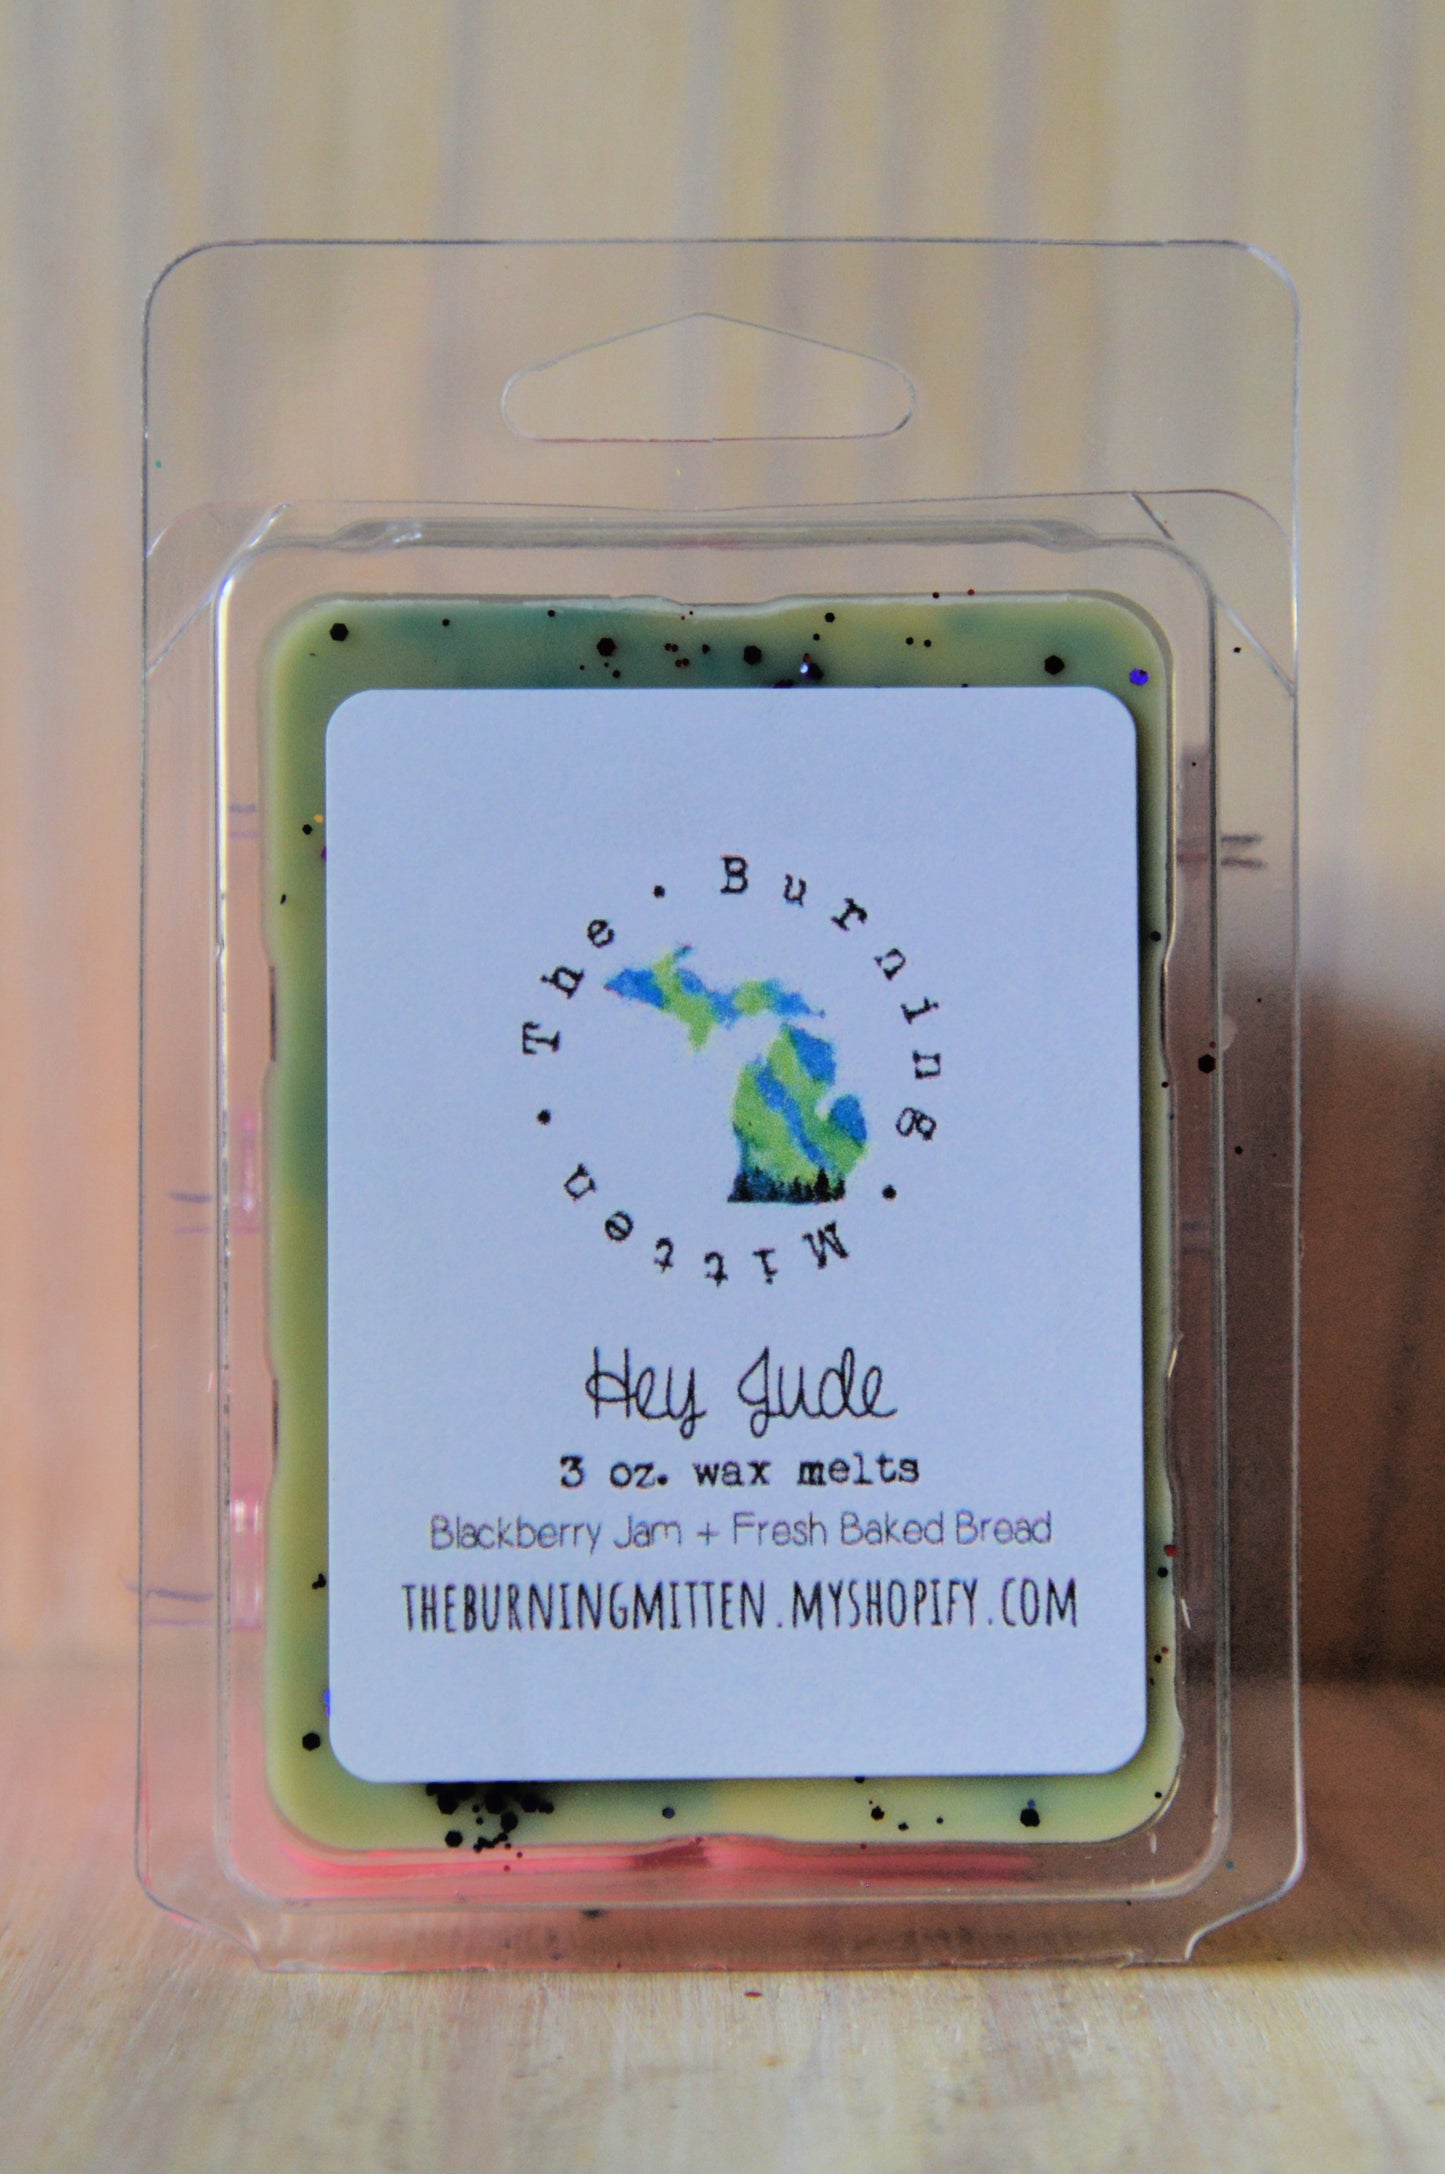 The • Burning • Mitten •
Hey Jude
3 oz. wax melts
Blackberry Jam + Fresh Baked Bread
THEBURNINGMITTEN.MYSHOPIFY.COM